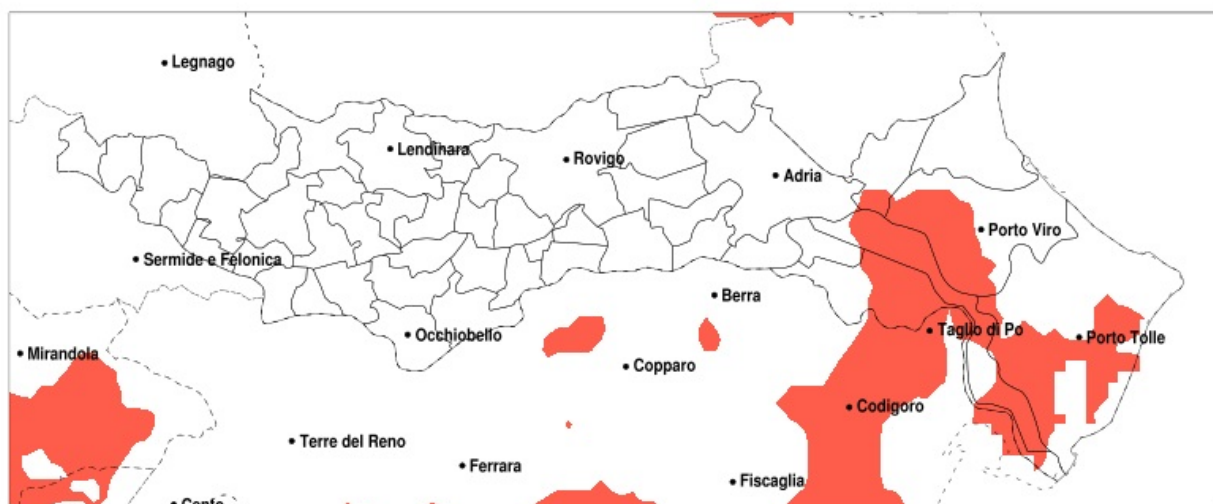 Legnago
Lendinara
Rovigo
Adria
Porto Viro
Sermide e Felonica
Berra
Occhiobello
Taglio di Po
Porto Tolle
Mirandola
Copparo
Codigoro
Terre del Reno
Ferrara
Fiscaglia